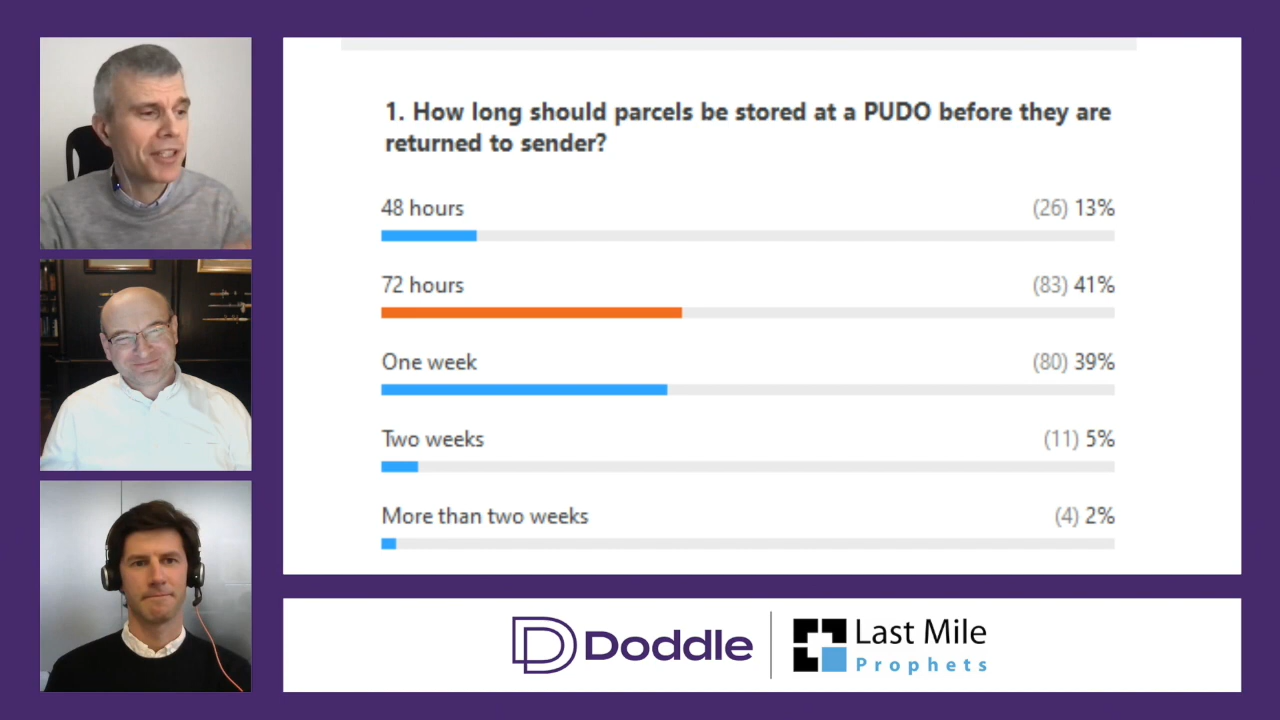 1. How long should parcels be stored at a PUDO before they are
returned to sender?
48 hours (26) 13%
72 hours (83) 41%
One week (80) 39%
Two weeks (11) 5%
More than two weeks (4) 2%
Doddle
Last Mile
Prophets